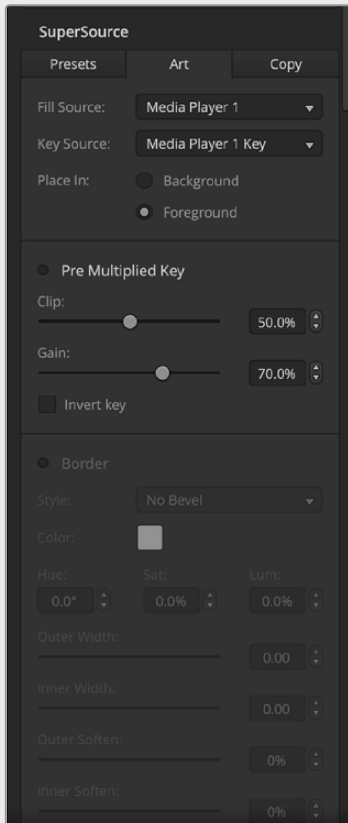 SuperSource
Presets Art Copy
Fill Source: Media Player 1
Key Source: Media Player 1 Key
Place In: Background
Foreground
Pre Multiplied Key
Clip:
50.0%
Gain:
70.0%
Invert key
Border
Style: No Bevel
Color:
Hue: Sat: Lum:
0.0° 0.0% 0.0%
Outer Width:
0.00
Inner Width:
0.00
Outer Soften:
0%
Inner Soften:
0%